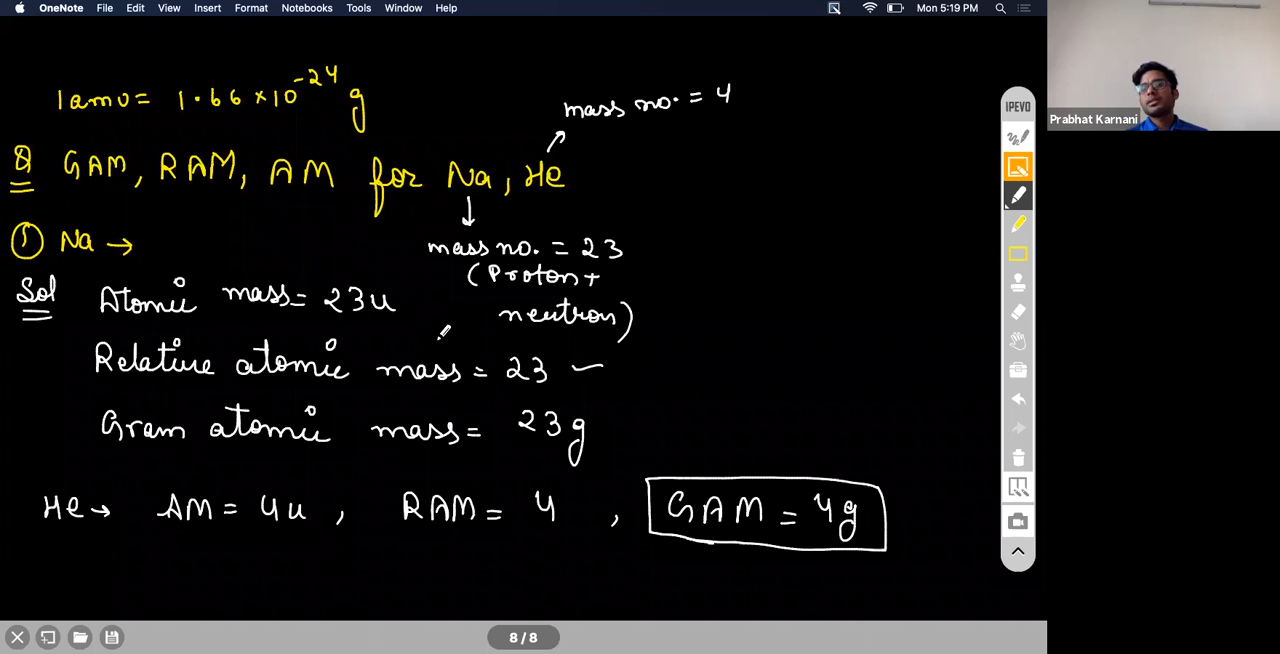 OneNote File Edit View Insert Format Notebooks Tools Window Help Mon 5:19 PM
1 amu = 1.66 × 10⁻²⁴ g
mass no. = 4
Q GAM, RAM, AM for Na, He
① Na →
mass no. = 23
(Proton +
neutron)
Sol Atomic mass = 23u
Relative atomic mass = 23
Gram atomic mass = 23g
He → AM = 4u, RAM = 4, GAM = 4g
IPEVO
Prabhat Karnani
8/8